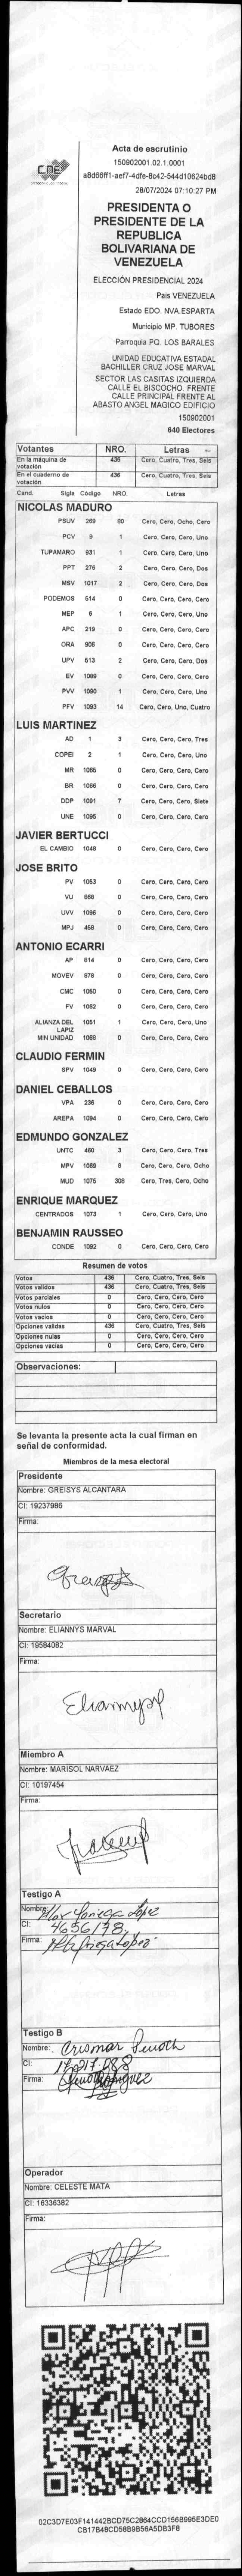 CNE
Acta de escrutinio
150902001.02.1.0001
a8d66ff1-aef7-4dfe-8c42-544d10624bd8
28/07/2024 07:10:27 PM
PRESIDENTA O
PRESIDENTE DE LA
REPUBLICA
BOLIVARIANA DE
VENEZUELA
ELECCIÓN PRESIDENCIAL 2024
País VENEZUELA
Estado EDO. NVA.ESPARTA
Municipio MP. TUBORES
Parroquia PQ. LOS BARALES
UNIDAD EDUCATIVA ESTADAL
BACHILLER CRUZ JOSE MARVAL
SECTOR LAS CASITAS IZQUIERDA
CALLE EL BISCOCHO. FRENTE
CALLE PRINCIPAL FRENTE AL
ABASTO ANGEL MAGICO EDIFICIO
150902001
640 Electores
Votantes NRO. Letras
En la máquina de votación 436 Cero, Cuatro, Tres, Seis
En el cuaderno de votación 436 Cero, Cuatro, Tres, Seis
Cand. Sigla Código NRO. Letras
NICOLAS MADURO
PSUV 269 80 Cero, Cero, Ocho, Cero
PCV 9 1 Cero, Cero, Cero, Uno
TUPAMARO 931 1 Cero, Cero, Cero, Uno
PPT 276 2 Cero, Cero, Cero, Dos
MSV 1017 2 Cero, Cero, Cero, Dos
PODEMOS 514 0 Cero, Cero, Cero, Cero
MEP 6 1 Cero, Cero, Cero, Uno
APC 219 0 Cero, Cero, Cero, Cero
ORA 906 0 Cero, Cero, Cero, Cero
UPV 513 2 Cero, Cero, Cero, Dos
EV 1089 0 Cero, Cero, Cero, Cero
PVV 1090 1 Cero, Cero, Cero, Uno
PFV 1093 14 Cero, Cero, Uno, Cuatro
LUIS MARTINEZ
AD 1 3 Cero, Cero, Cero, Tres
COPEI 2 1 Cero, Cero, Cero, Uno
MR 1065 0 Cero, Cero, Cero, Cero
BR 1066 0 Cero, Cero, Cero, Cero
DDP 1091 7 Cero, Cero, Cero, Siete
UNE 1095 0 Cero, Cero, Cero, Cero
JAVIER BERTUCCI
EL CAMBIO 1048 0 Cero, Cero, Cero, Cero
JOSE BRITO
PV 1053 0 Cero, Cero, Cero, Cero
VU 868 0 Cero, Cero, Cero, Cero
UVV 1096 0 Cero, Cero, Cero, Cero
MPJ 458 0 Cero, Cero, Cero, Cero
ANTONIO ECARRI
AP 814 0 Cero, Cero, Cero, Cero
MOVEV 878 0 Cero, Cero, Cero, Cero
CMC 1050 0 Cero, Cero, Cero, Cero
FV 1062 0 Cero, Cero, Cero, Cero
ALIANZA DEL LAPIZ 1051 1 Cero, Cero, Cero, Uno
MIN UNIDAD 1068 0 Cero, Cero, Cero, Cero
CLAUDIO FERMIN
SPV 1049 0 Cero, Cero, Cero, Cero
DANIEL CEBALLOS
VPA 236 0 Cero, Cero, Cero, Cero
AREPA 1094 0 Cero, Cero, Cero, Cero
EDMUNDO GONZALEZ
UNTC 460 3 Cero, Cero, Cero, Tres
MPV 1069 8 Cero, Cero, Cero, Ocho
MUD 1075 308 Cero, Tres, Cero, Ocho
ENRIQUE MARQUEZ
CENTRADOS 1073 1 Cero, Cero, Cero, Uno
BENJAMIN RAUSSEO
CONDE 1092 0 Cero, Cero, Cero, Cero
Resumen de votos
Votos 436 Cero, Cuatro, Tres, Seis
Votos validos 436 Cero, Cuatro, Tres, Seis
Votos parciales 0 Cero, Cero, Cero, Cero
Votos nulos 0 Cero, Cero, Cero, Cero
Votos vacios 0 Cero, Cero, Cero, Cero
Opciones validas 436 Cero, Cuatro, Tres, Seis
Opciones nulas 0 Cero, Cero, Cero, Cero
Opciones vacias 0 Cero, Cero, Cero, Cero
Observaciones:
Se levanta la presente acta la cual firman en
señal de conformidad.
Miembros de la mesa electoral
Presidente
Nombre: GREISYS ALCANTARA
CI: 19237986
Firma:
Secretario
Nombre: ELIANNYS MARVAL
CI: 19584082
Firma:
Miembro A
Nombre: MARISOL NARVAEZ
CI: 10197454
Firma:
Testigo A
Nombre: López
CI: 4656178
Firma:
Testigo B
Nombre: Crismar
CI:
Firma:
Operador
Nombre: CELESTE MATA
CI: 16336382
Firma:
02C3D7E03F141442BCD75C2864CCD156B995E3DE0
CB17B48CD58B9B56A5DB3F8